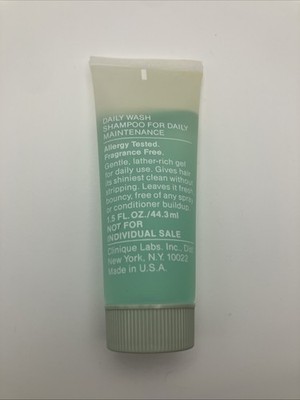 DAILY WASH
SHAMPOO FOR DAILY
MAINTENANCE
Allergy Tested.
Fragrance Free.
Gentle, lather-rich gel
for daily use. Gives hair
its shiniest clean without
stripping. Leaves it fresh,
bouncy, free of any spray
or conditioner buildup.
1.5 FL.OZ./44.3ml
NOT FOR
INDIVIDUAL SALE
Clinique Labs. Inc.,
New York, N.Y. 10022
Made in U.S.A.